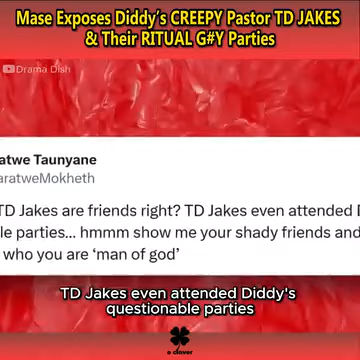 Mase Exposes Diddy's CREEPY Pastor TD JAKES
& Their RITUAL G#Y Parties
Drama Dish
atwe Taunyane
aratweMokheth
TD Jakes are friends right? TD Jakes even attended
le parties... hmmm show me your shady friends and
who you are 'man of god'
TD Jakes even attended Diddy's
questionable parties
a clover